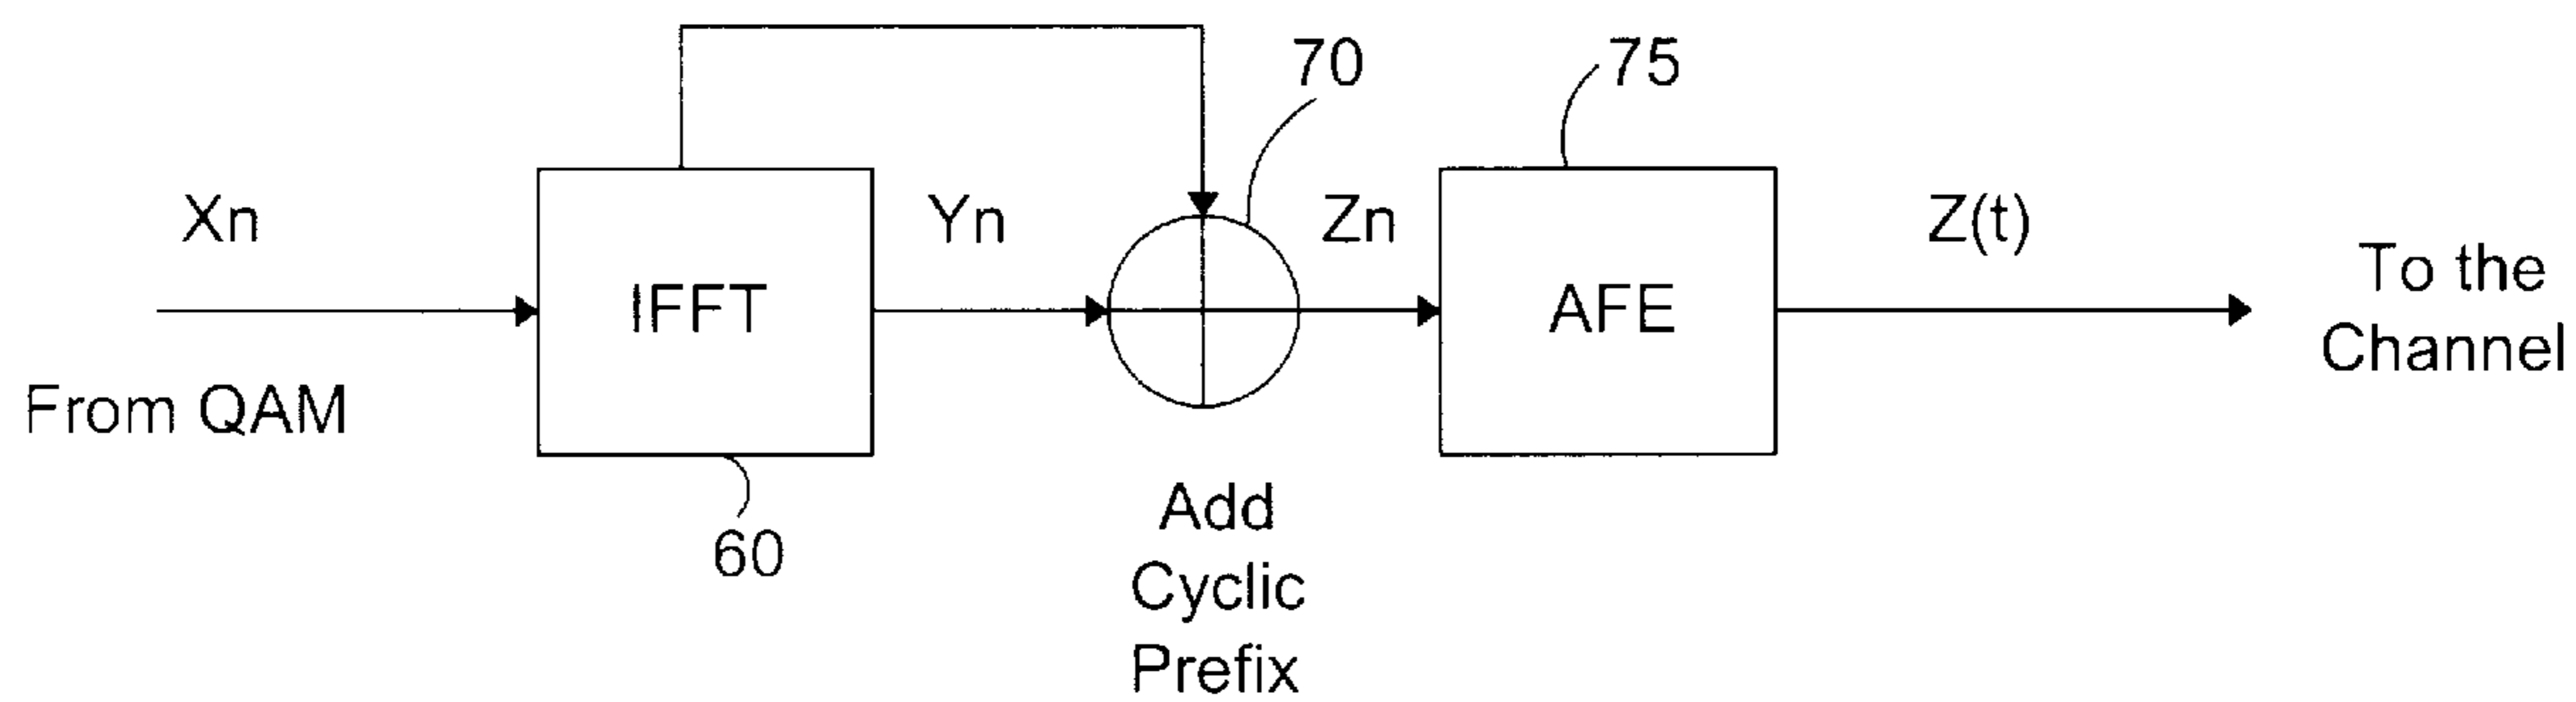 70
75
Xn
Yn
Zn
Z(t)
IFFT
AFE
To the
Channel
From QAM
60
Add
Cyclic
Prefix